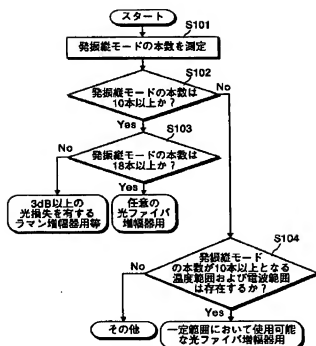 スタート
S101
発振縦モードの本数を測定
S102
発振縦モードの本数は
10本以上か?
No
Yes
S103
発振縦モードの本数は
18本以上か?
No
Yes
3dB以上の
光損失を有する
ラマン増幅器用等
任意の
光ファイバ
増幅器用
S104
発振縦モード
の本数が10本以上となる
温度範囲および電波範囲
は存在するか?
No
Yes
その他
一定範囲において使用可能
な光ファイバ増幅器用